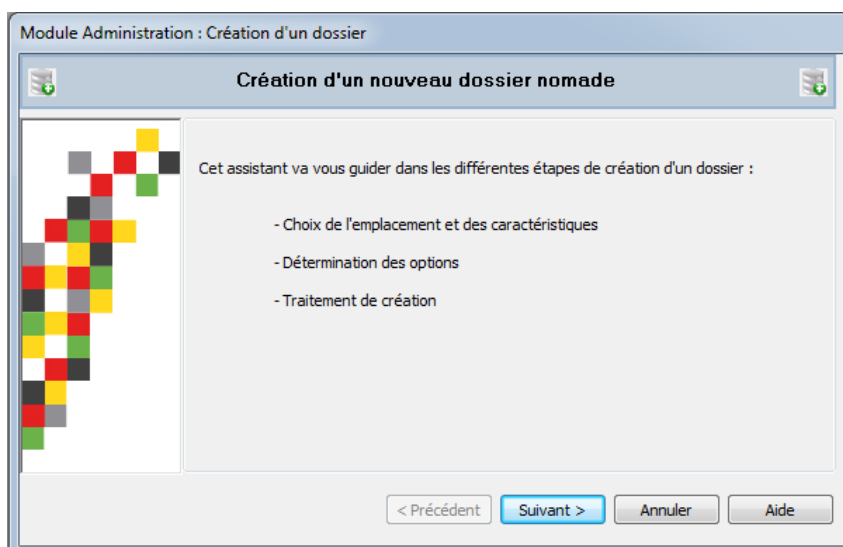 Module Administration : Création d'un dossier
Création d'un nouveau dossier nomade
Cet assistant va vous guider dans les différentes étapes de création d'un dossier :
- Choix de l'emplacement et des caractéristiques
- Détermination des options
- Traitement de création
< Précédent Suivant > Annuler Aide